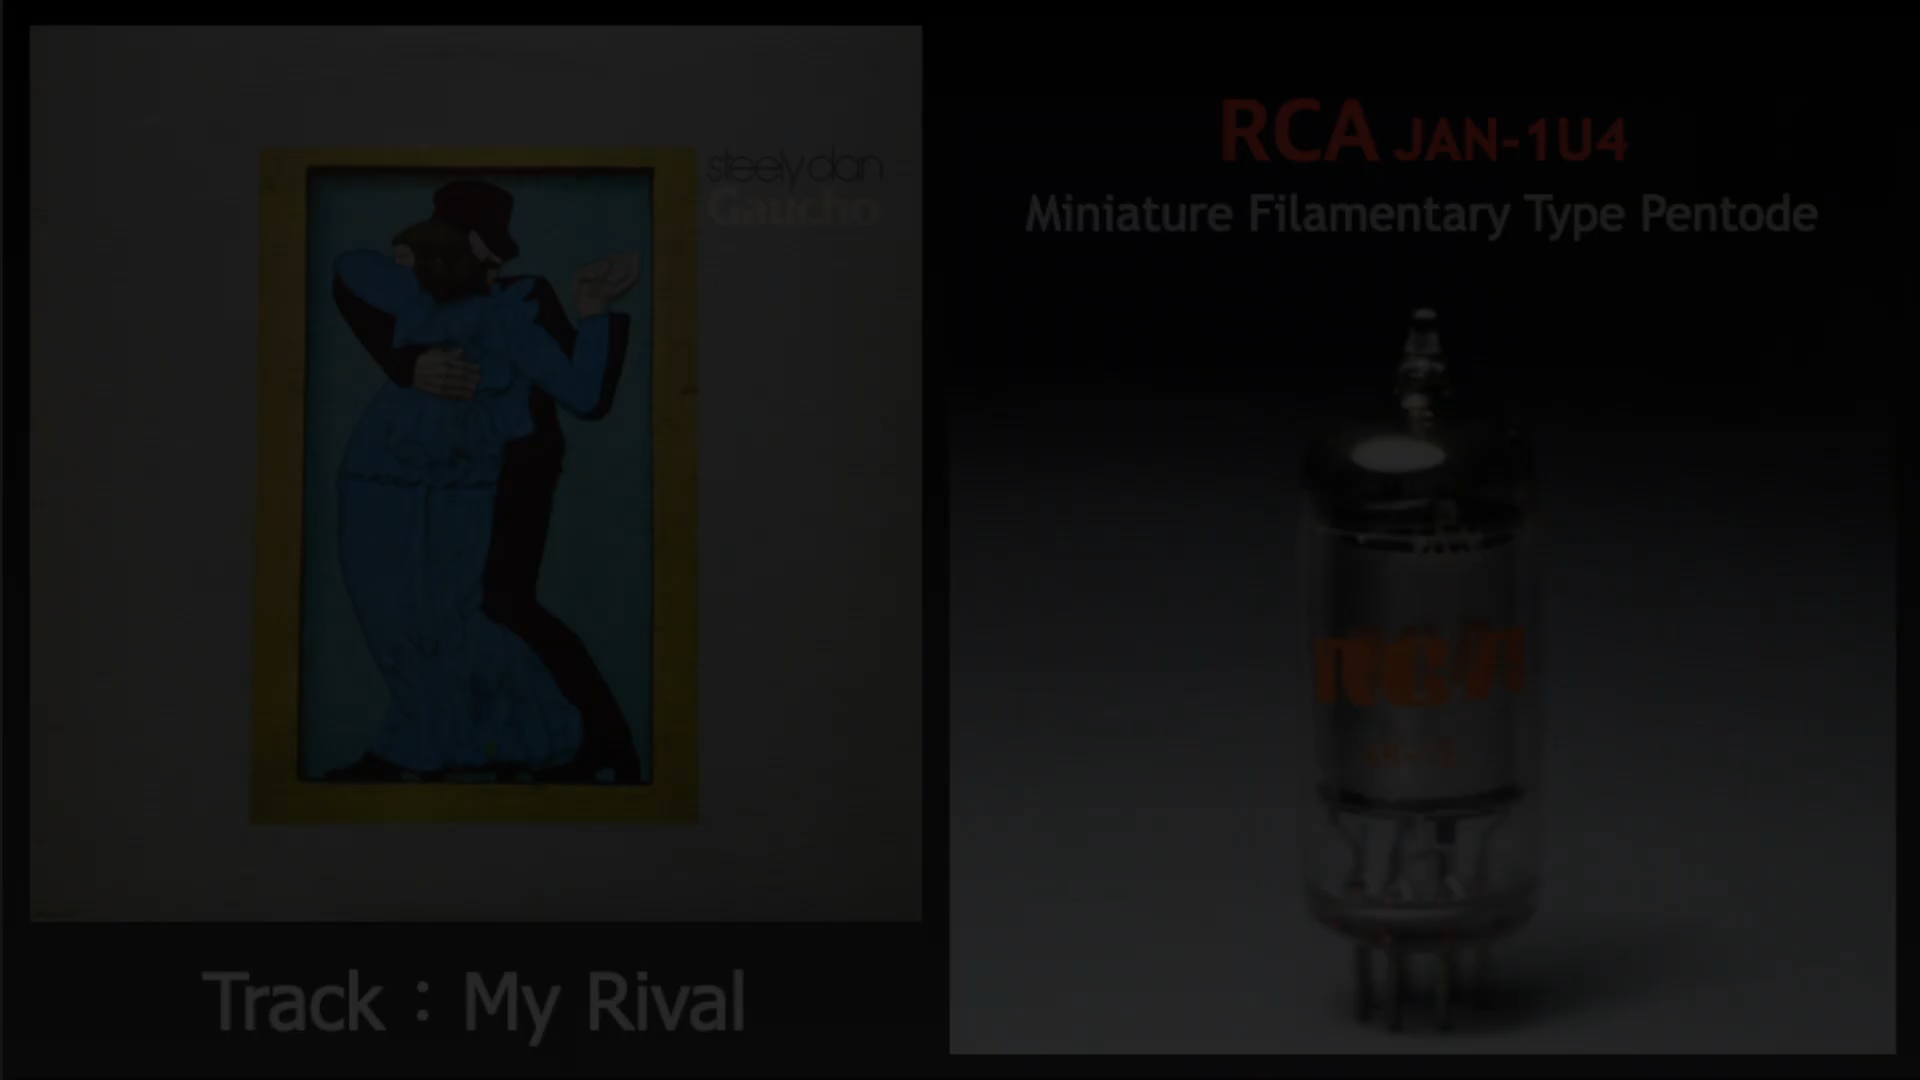 steely dan
Gaucho
Track : My Rival
RCA JAN-1U4
Miniature Filamentary Type Pentode
RCA